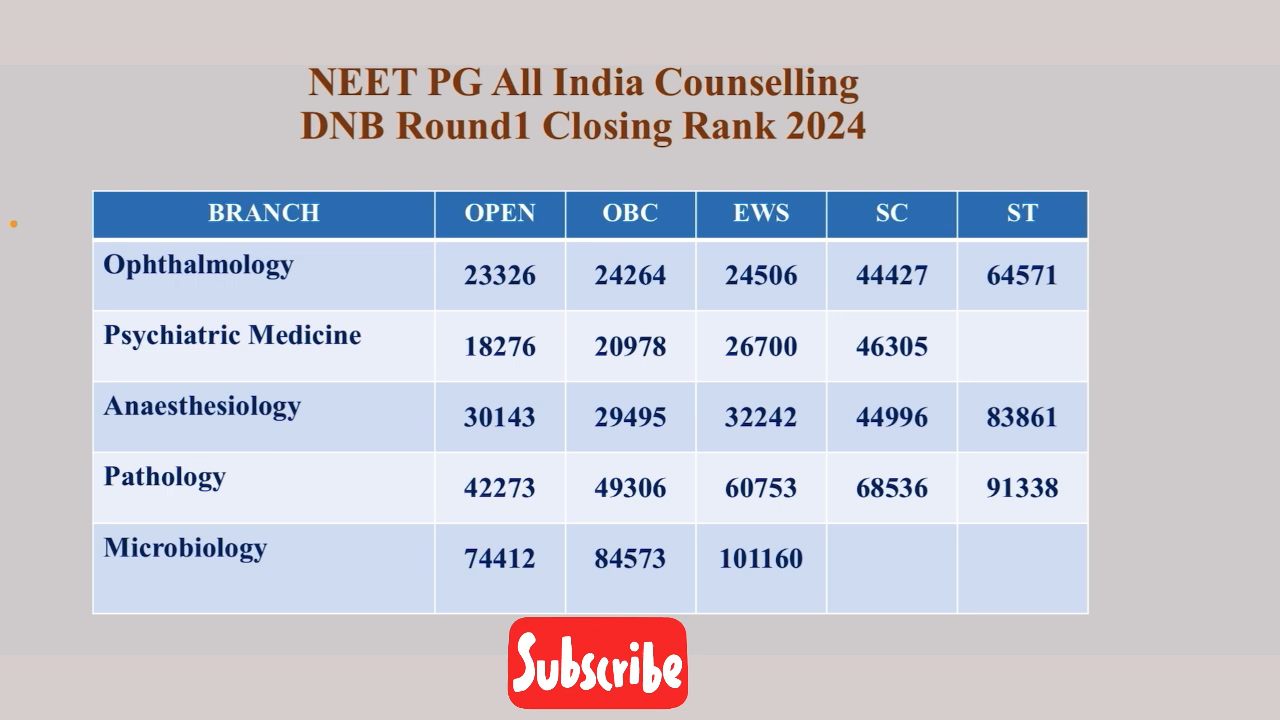 NEET PG All India Counselling
DNB Round1 Closing Rank 2024
BRANCH OPEN OBC EWS SC ST
Ophthalmology 23326 24264 24506 44427 64571
Psychiatric Medicine 18276 20978 26700 46305
Anaesthesiology 30143 29495 32242 44996 83861
Pathology 42273 49306 60753 68536 91338
Microbiology 74412 84573 101160
Subscribe